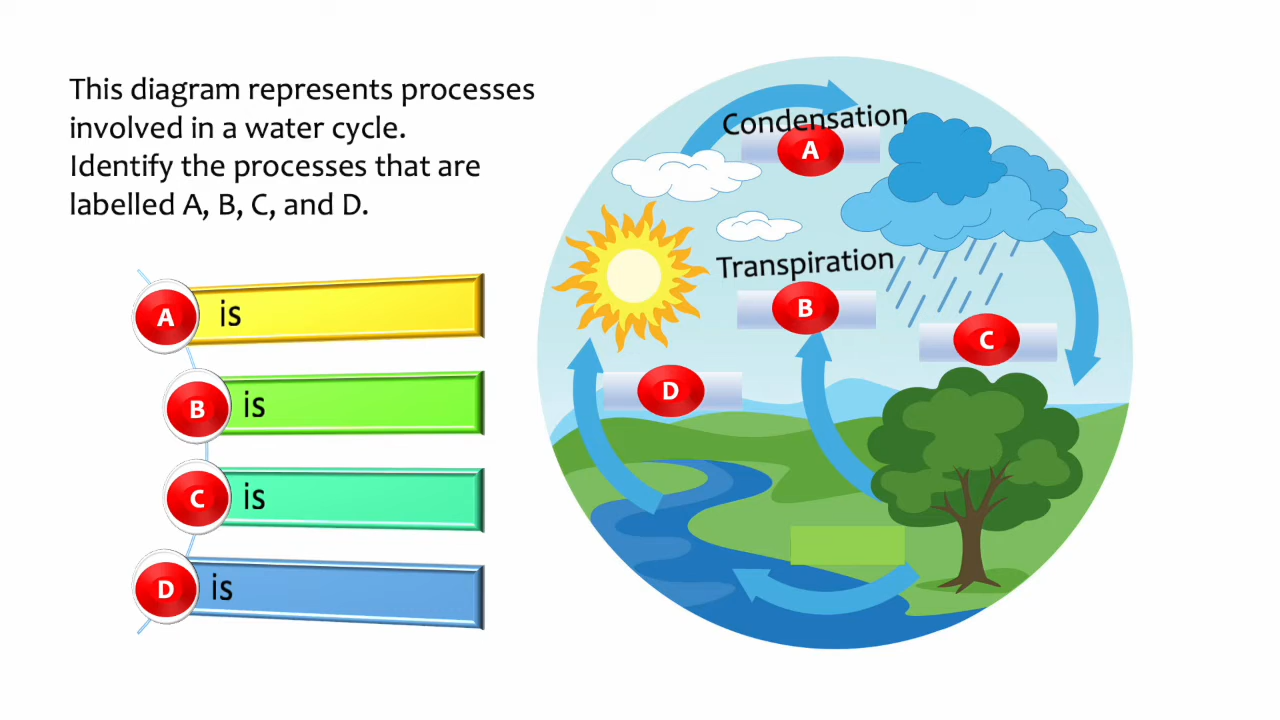 This diagram represents processes
involved in a water cycle.
Identify the processes that are
labelled A, B, C, and D.
A is
B is
C is
D is
Condensation
A
Transpiration
B
C
D